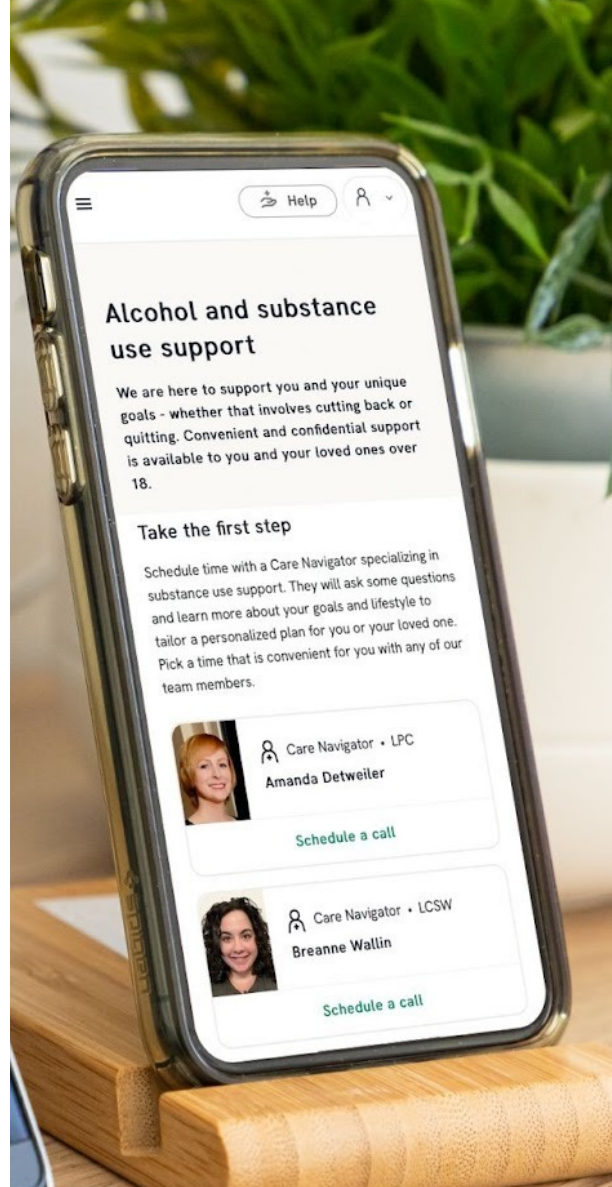 Help
Alcohol and substance
use support
We are here to support you and your unique
goals - whether that involves cutting back or
quitting. Convenient and confidential support
is available to you and your loved ones over
18.
Take the first step
Schedule time with a Care Navigator specializing in
substance use support. They will ask some questions
and learn more about your goals and lifestyle to
tailor a personalized plan for you or your loved one.
Pick a time that is convenient for you with any of our
team members.
Care Navigator • LPC
Amanda Detweiler
Schedule a call
Care Navigator • LCSW
Breanne Wallin
Schedule a call
spigen